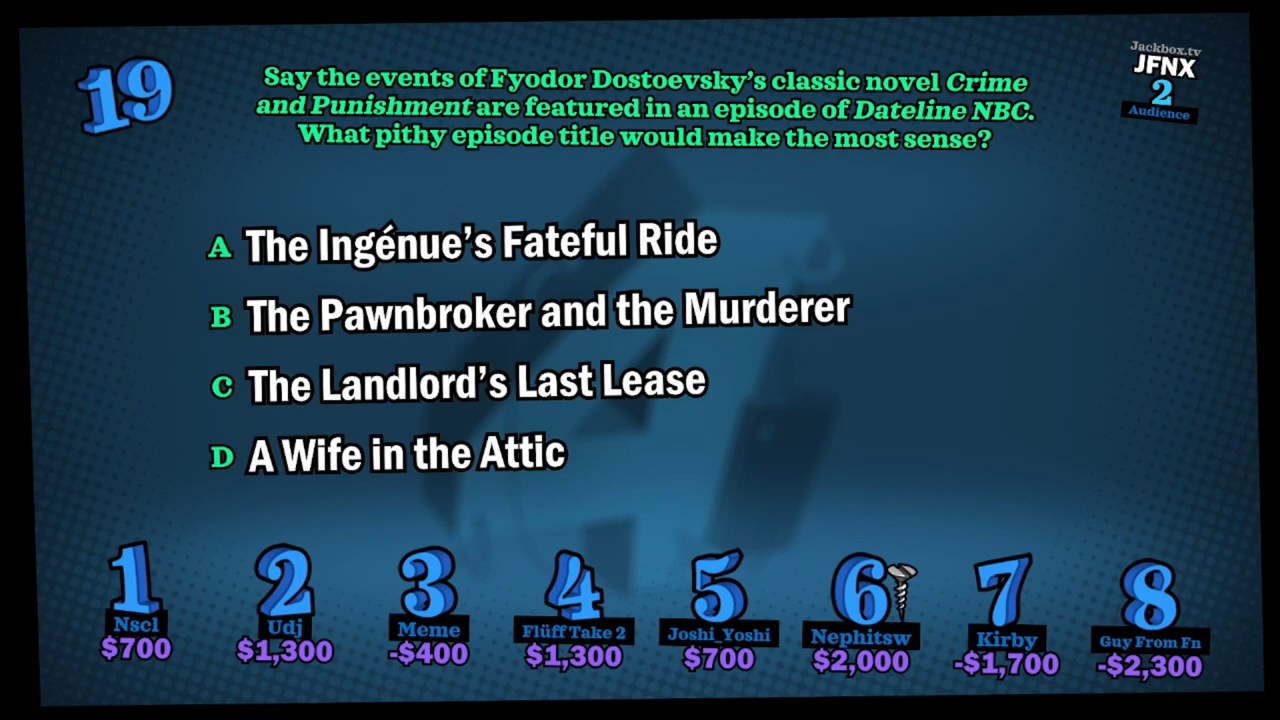 19
Say the events of Fyodor Dostoevsky's classic novel Crime
and Punishment are featured in an episode of Dateline NBC.
What pithy episode title would make the most sense?
Jackbox.tv
JFNX
2
Audience
A The Ingénue's Fateful Ride
B The Pawnbroker and the Murderer
C The Landlord's Last Lease
D A Wife in the Attic
1 2 3 4 5 6 7 8
Nscl Udj Meme Flüff Take 2 Joshi_Yoshi Nephitsw Kirby Guy From Fn
$700 $1,300 -$400 $1,300 $700 $2,000 -$1,700 -$2,300